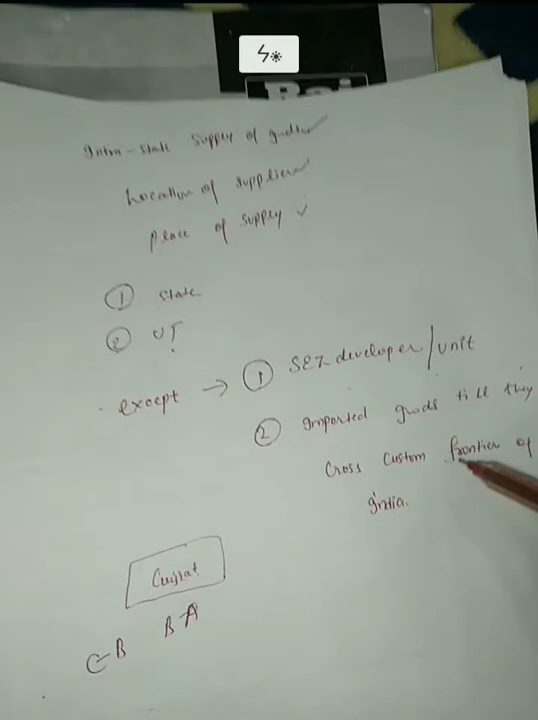 Intra-state supply of goods
Location of supplier
place of supply
① state
② UT
except → ① SEZ developer/unit
② imported goods till they
Cross custom frontier of
India.
Gujrat
B A
C B